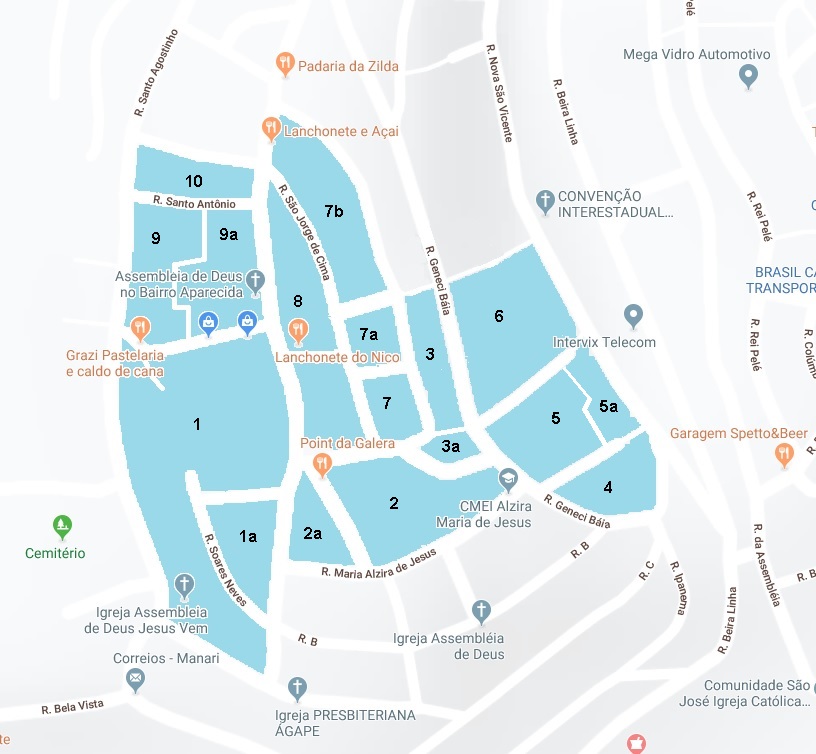 R. Santo Agostinho
Padaria da Zilda
Lanchonete e Açai
R. Nova São Vicente
R. Beira Linha
Pelé
Mega Vidro Automotivo
10
R. Santo Antônio
9
9a
R. São Jorge de Cima
7b
CONVENÇÃO
INTERESTADUAL...
R. Rei Pelé
Assembleia de Deus
no Bairro Aparecida
8
R. Geneci Báia
6
BRASIL CA
TRANSPOR
Grazi Pastelaria
e caldo de cana
Lanchonete do Nico
7a
3
Intervix Telecom
R. Rei Pelé
R. Colúm
7
5
5a
1
Point da Galera
3a
Garagem Spetto&Beer
2
CMEI Alzira
Maria de Jesus
4
R. Geneci Báia
Cemitério
1a
2a
R. Soares Neves
R. Maria Alzira de Jesus
R. B
R. C
R. Ipanema
R. da Assembléia
R. B
Igreja Assembleia
de Deus Jesus Vem
R. B
Igreja Assembléia
de Deus
R. Beira Linha
Correios - Manari
R. Bela Vista
Igreja PRESBITERIANA
ÁGAPE
Comunidade São
José Igreja Católica...
te